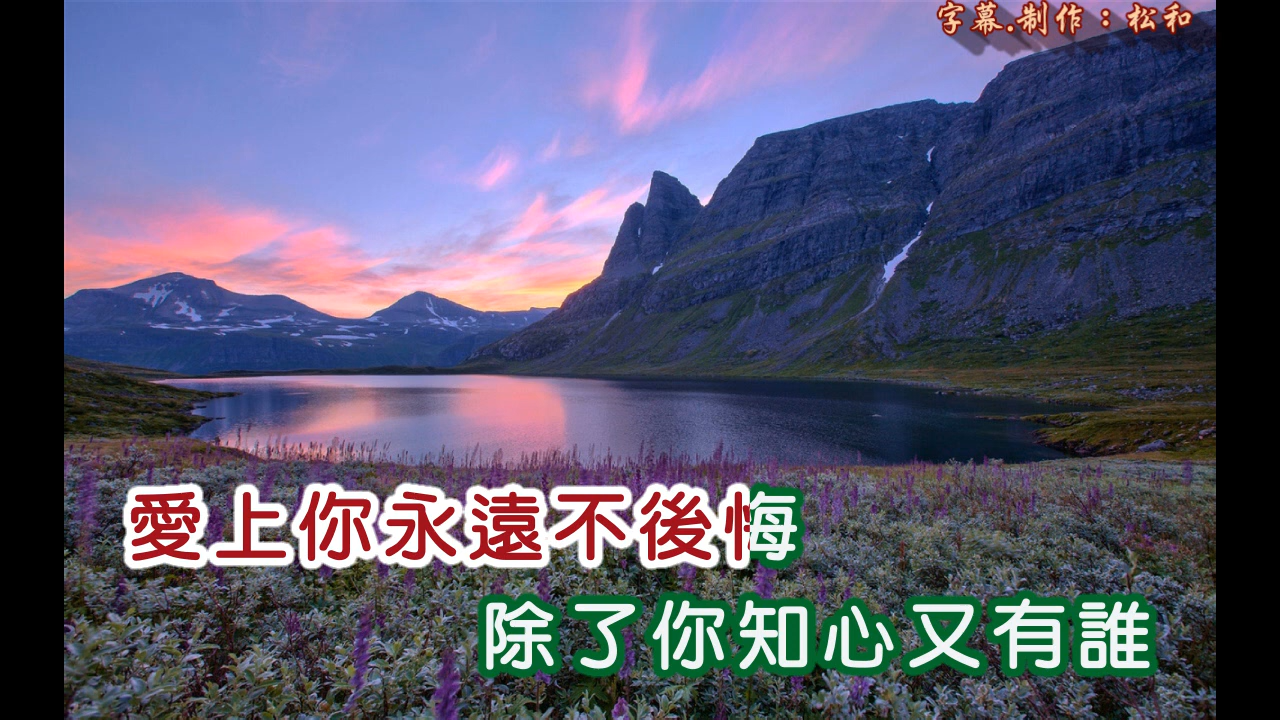 字幕.制作：松和
愛上你永遠不後悔
除了你知心又有誰